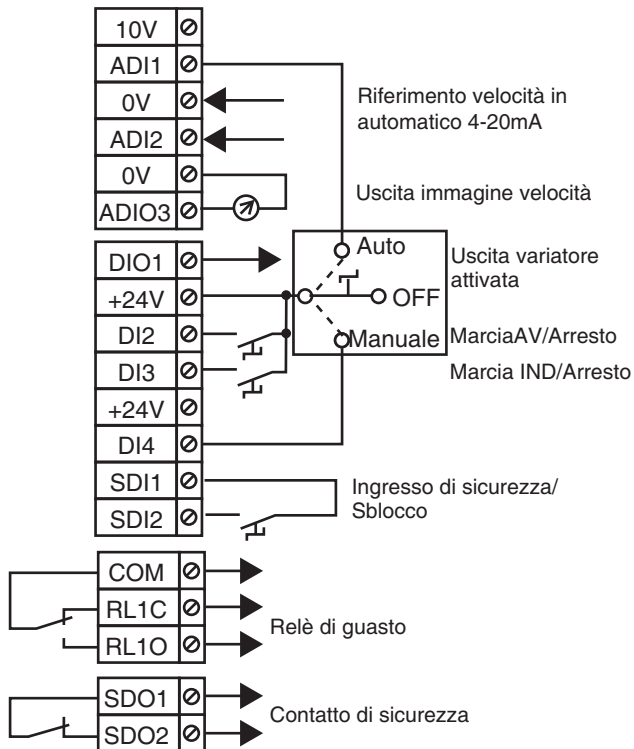 10V
ADI1
0V
ADI2
0V
ADIO3
Riferimento velocità in
automatico 4-20mA
Uscita immagine velocità
DIO1
+24V
DI2
DI3
+24V
DI4
SDI1
SDI2
Auto
OFF
Manuale
Uscita variatore
attivata
MarciaAV/Arresto
Marcia IND/Arresto
Ingresso di sicurezza/
Sblocco
COM
RL1C
RL1O
Relè di guasto
SDO1
SDO2
Contatto di sicurezza